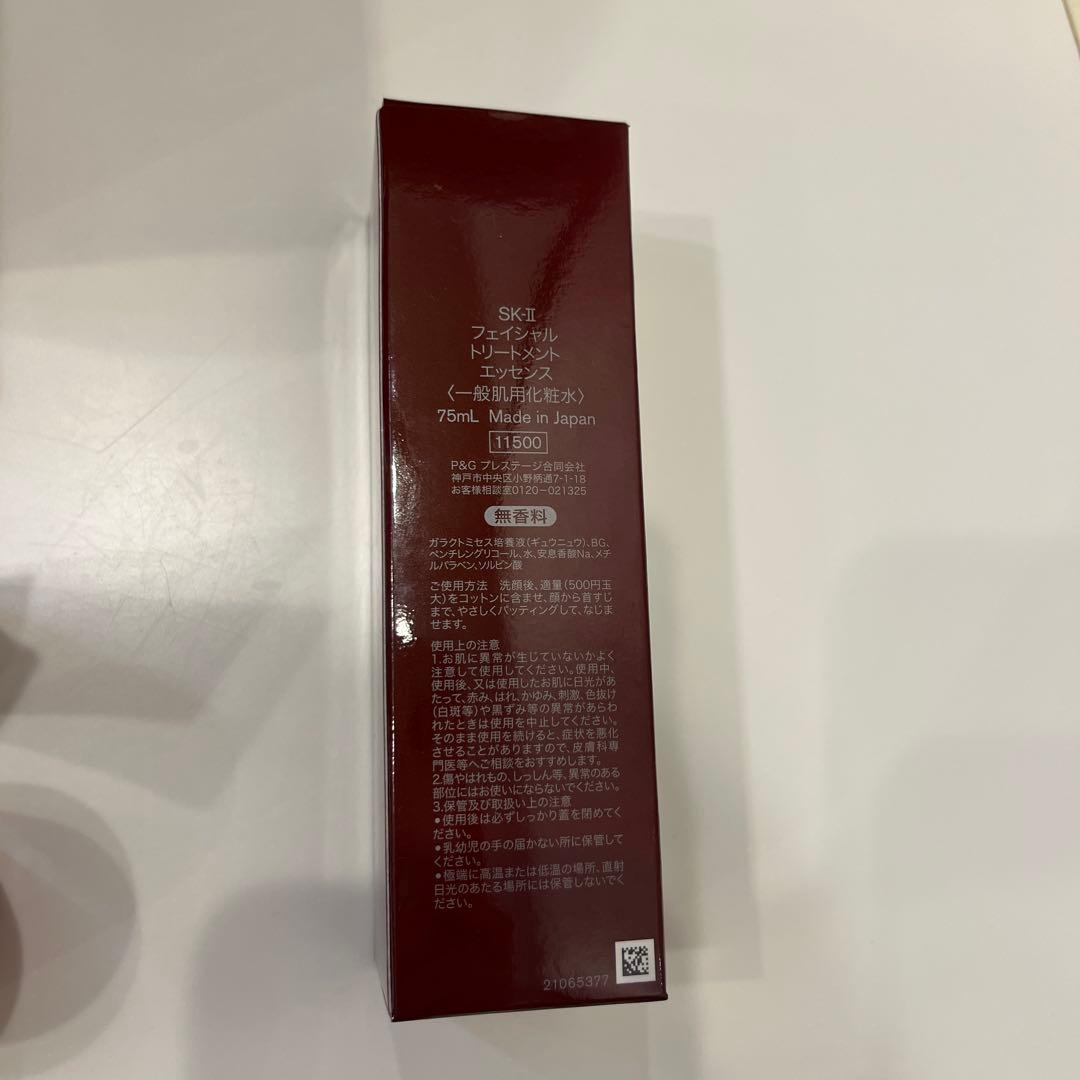 SK-II
フェイシャル
トリートメント
エッセンス
〈一般肌用化粧水〉
75mL Made in Japan
11500
P&G プレステージ合同会社
神戸市中央区小野柄通7-1-18
お客様相談室0120-021325
無香料
ガラクトミセス培養液(ギュウニュウ)、BG、
ペンチレングリコール、水、安息香酸Na、メチ
ルパラベン、ソルビン酸
ご使用方法 洗顔後、適量(500円玉
大)をコットンに含ませ、顔から首すじ
まで、やさしくパッティングして、なじま
せます。
使用上の注意
1.お肌に異常が生じていないかよく
注意して使用してください。使用中、
使用後、又は使用したお肌に日光があ
たって、赤み、はれ、かゆみ、刺激、色抜け
(白斑等)や黒ずみ等の異常があらわ
れたときは使用を中止してください。
そのまま使用を続けると、症状を悪化
させることがありますので、皮膚科専
門医等へご相談をおすすめします。
2.傷やはれもの、しっしん等、異常のある
部位にはお使いにならないでください。
3.保管及び取扱い上の注意
●使用後は必ずしっかり蓋を閉めてく
ださい。
●乳幼児の手の届かない所に保管して
ください。
●極端に高温または低温の場所、直射
日光のあたる場所には保管しないでく
ださい。
21065377